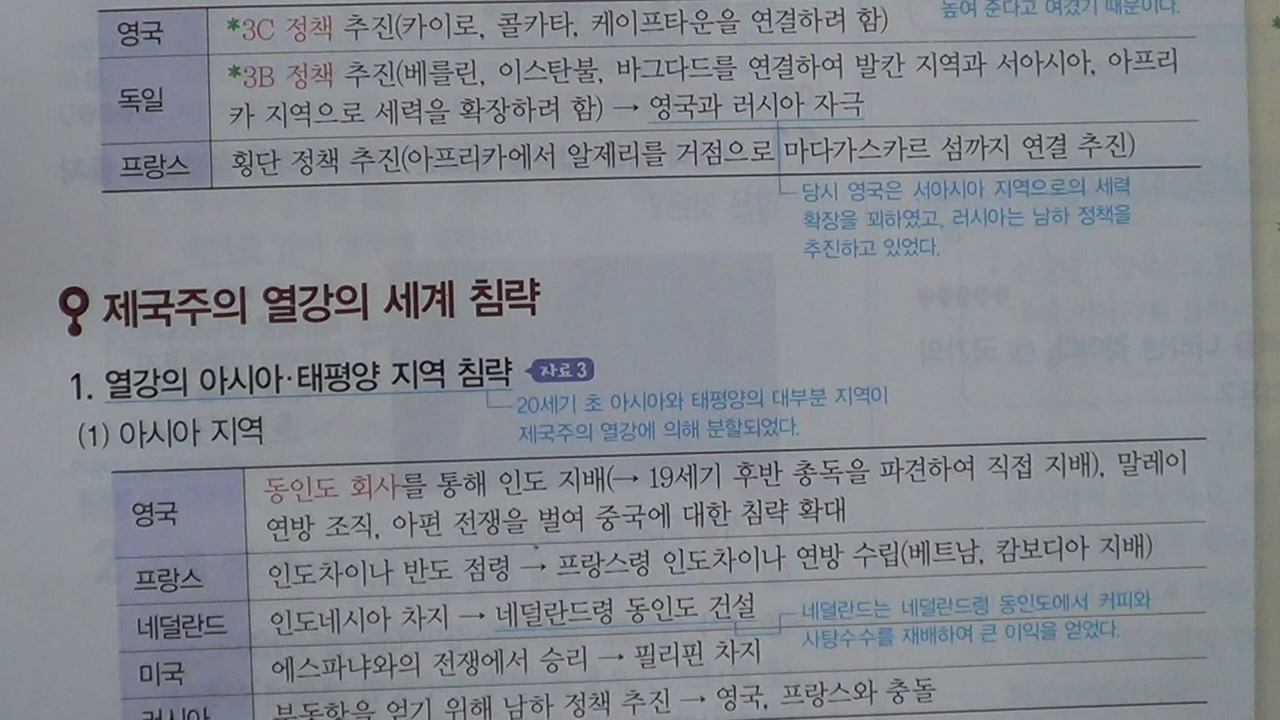 높여 준다고 여겼기 때문이다.
영국 *3C 정책 추진(카이로, 콜카타, 케이프타운을 연결하려 함)
독일 *3B 정책 추진(베를린, 이스탄불, 바그다드를 연결하여 발칸 지역과 서아시아, 아프리
카 지역으로 세력을 확장하려 함) → 영국과 러시아 자극
프랑스 횡단 정책 추진(아프리카에서 알제리를 거점으로 마다가스카르 섬까지 연결 추진)
당시 영국은 서아시아 지역으로의 세력
확장을 꾀하였고, 러시아는 남하 정책을
추진하고 있었다.
제국주의 열강의 세계 침략
1. 열강의 아시아·태평양 지역 침략 자료 3
20세기 초 아시아와 태평양의 대부분 지역이
제국주의 열강에 의해 분할되었다.
(1) 아시아 지역
영국 동인도 회사를 통해 인도 지배(→ 19세기 후반 총독을 파견하여 직접 지배), 말레이
연방 조직, 아편 전쟁을 벌여 중국에 대한 침략 확대
프랑스 인도차이나 반도 점령 → 프랑스령 인도차이나 연방 수립(베트남, 캄보디아 지배)
네덜란드 인도네시아 차지 → 네덜란드령 동인도 건설
네덜란드는 네덜란드령 동인도에서 커피와
사탕수수를 재배하여 큰 이익을 얻었다.
미국 에스파냐와의 전쟁에서 승리 → 필리핀 차지
러시아 부동항을 얻기 위해 남하 정책 추진 → 영국, 프랑스와 충돌